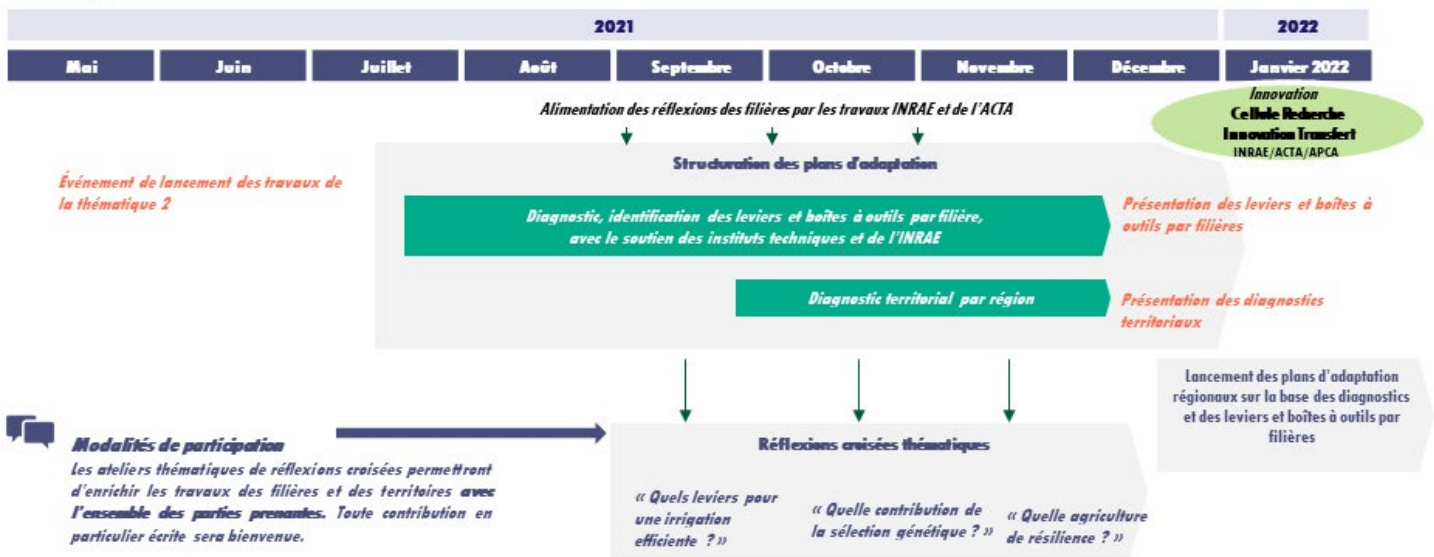 2021
2022
Mai
Juin
Juillet
Août
Septembre
Octobre
Novembre
Décembre
Janvier 2022
Alimentation des réflexions des filières par les travaux INRAE et de l'ACTA
Innovation
Cellule Recherche
Innovation Transfert
INRAE/ACTA/APCA
Structuration des plans d'adaptation
Événement de lancement des travaux de
la thématique 2
Diagnostic, identification des leviers et boîtes à outils par filière,
avec le soutien des instituts techniques et de l'INRAE
Présentation des leviers et boîtes à
outils par filières
Diagnostic territorial par région
Présentation des diagnostics
territoriaux
Lancement des plans d'adaptation
régionaux sur la base des diagnostics
et des leviers et boîtes à outils par
filières
Modalités de participation
Les ateliers thématiques de réflexions croisées permettront
d'enrichir les travaux des filières et des territoires avec
l'ensemble des parties prenantes. Toute contribution en
particulier écrite sera bienvenue.
Réflexions croisées thématiques
« Quels leviers pour
une irrigation
efficiente ? »
« Quelle contribution de
la sélection génétique ? »
« Quelle agriculture
de résilience ? »